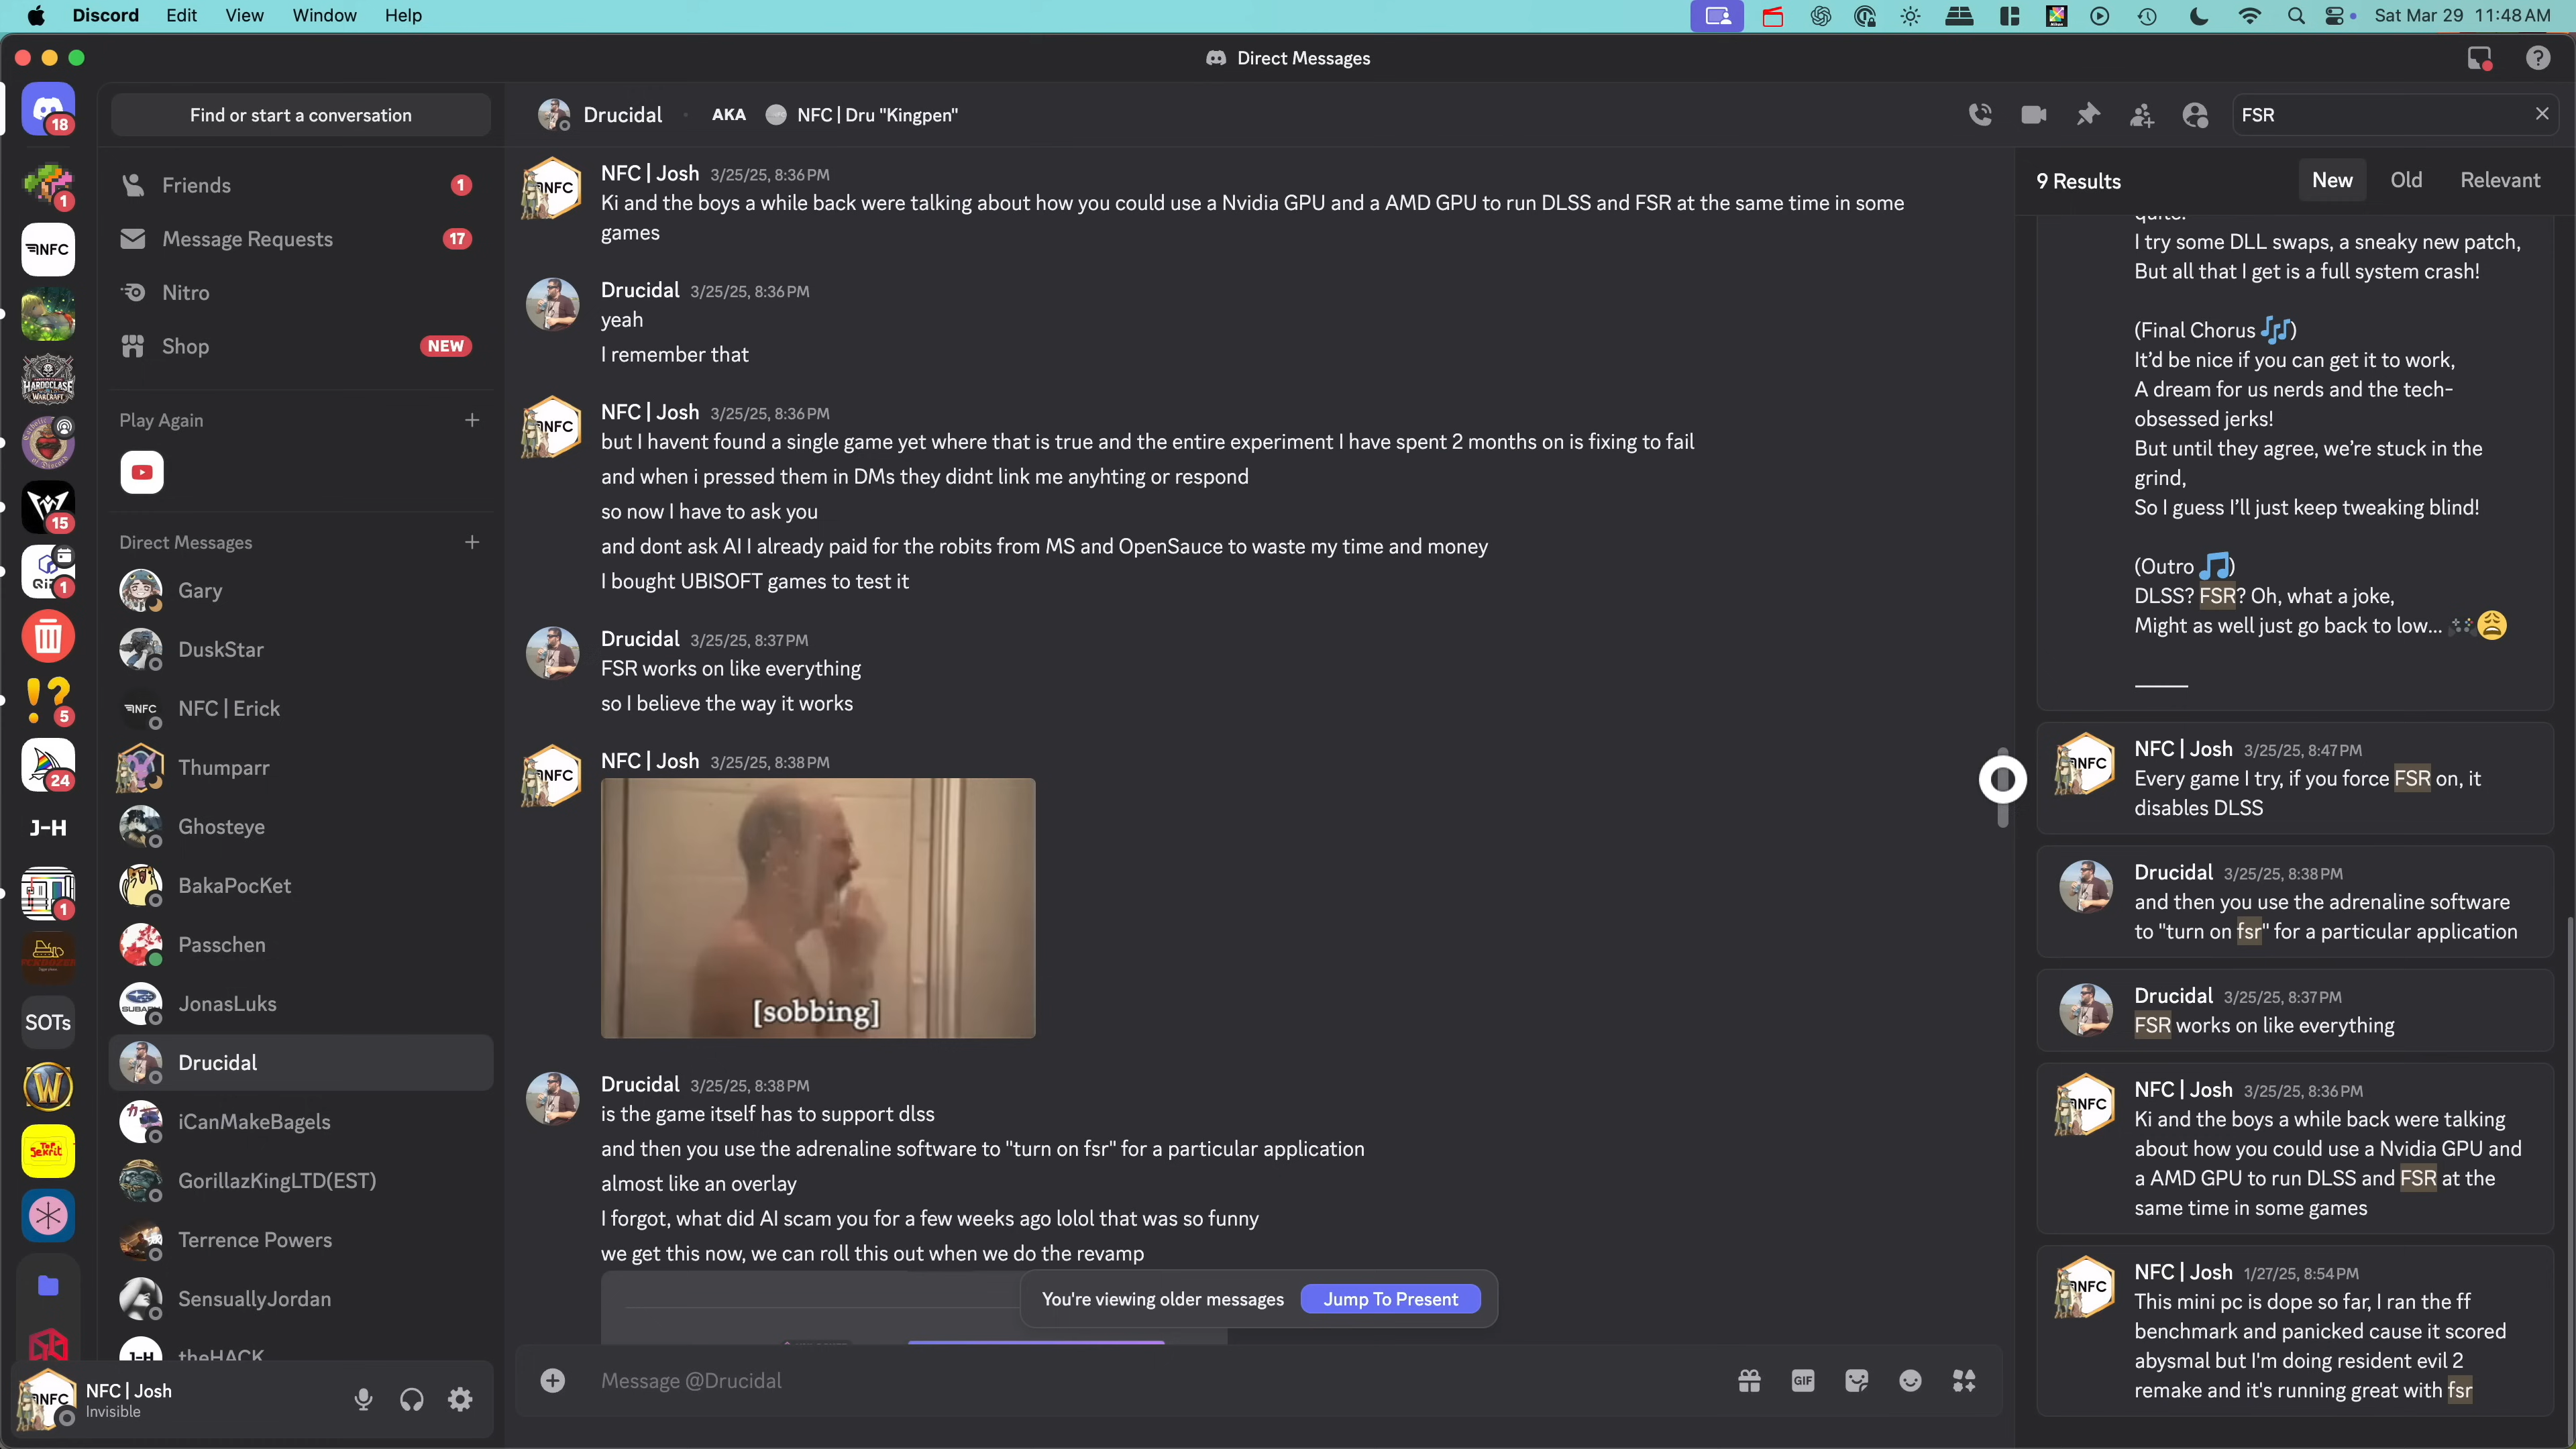 Discord Edit View Window Help
Sat Mar 29 11:48 AM
Direct Messages
18
1
NFC
HARDCLASE
WARCRAFT
15
1
5
24
J-H
1
SOTs
Top
Sekrit
Find or start a conversation
Friends 1
Message Requests 17
Nitro
Shop NEW
Play Again
Direct Messages
Gary
DuskStar
NFC | Erick
Thumparr
Ghosteye
BakaPocKet
Passchen
JonasLuks
Drucidal
iCanMakeBagels
GorillazKingLTD(EST)
Terrence Powers
SensuallyJordan
theHACK
NFC | Josh
Invisible
Drucidal AKA NFC | Dru "Kingpen"
NFC | Josh 3/25/25, 8:36 PM
Ki and the boys a while back were talking about how you could use a Nvidia GPU and a AMD GPU to run DLSS and FSR at the same time in some
games
Drucidal 3/25/25, 8:36 PM
yeah
I remember that
NFC | Josh 3/25/25, 8:36 PM
but I havent found a single game yet where that is true and the entire experiment I have spent 2 months on is fixing to fail
and when i pressed them in DMs they didnt link me anyhting or respond
so now I have to ask you
and dont ask AI I already paid for the robits from MS and OpenSauce to waste my time and money
I bought UBISOFT games to test it
Drucidal 3/25/25, 8:37 PM
FSR works on like everything
so I believe the way it works
NFC | Josh 3/25/25, 8:38 PM
[sobbing]
Drucidal 3/25/25, 8:38 PM
is the game itself has to support dlss
and then you use the adrenaline software to "turn on fsr" for a particular application
almost like an overlay
I forgot, what did AI scam you for a few weeks ago lolol that was so funny
we get this now, we can roll this out when we do the revamp
You're viewing older messages Jump To Present
Message @Drucidal
GIF
FSR
9 Results New Old Relevant
quite.
I try some DLL swaps, a sneaky new patch,
But all that I get is a full system crash!
(Final Chorus 🎶)
It'd be nice if you can get it to work,
A dream for us nerds and the tech-
obsessed jerks!
But until they agree, we're stuck in the
grind,
So I guess I'll just keep tweaking blind!
(Outro 🎵)
DLSS? FSR? Oh, what a joke,
Might as well just go back to low... 🎮😩
NFC | Josh 3/25/25, 8:47 PM
Every game I try, if you force FSR on, it
disables DLSS
Drucidal 3/25/25, 8:38 PM
and then you use the adrenaline software
to "turn on fsr" for a particular application
Drucidal 3/25/25, 8:37 PM
FSR works on like everything
NFC | Josh 3/25/25, 8:36 PM
Ki and the boys a while back were talking
about how you could use a Nvidia GPU and
a AMD GPU to run DLSS and FSR at the
same time in some games
NFC | Josh 1/27/25, 8:54 PM
This mini pc is dope so far, I ran the ff
benchmark and panicked cause it scored
abysmal but I'm doing resident evil 2
remake and it's running great with fsr